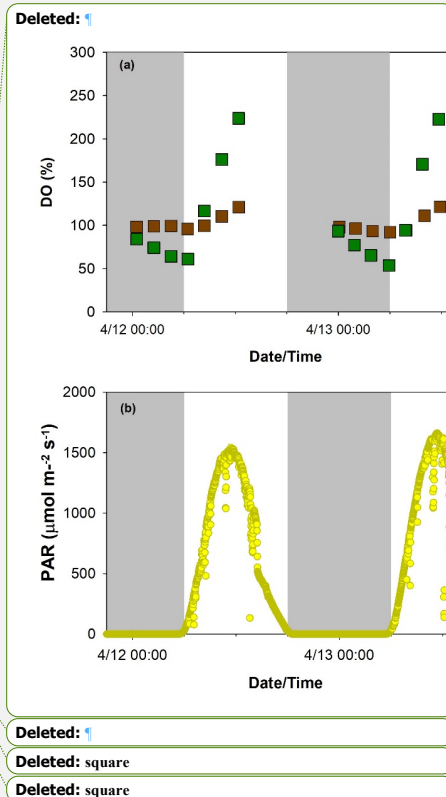 Deleted: ¶
(a)
300
250
200
150
100
50
0
DO (%)
4/12 00:00 4/13 00:00
Date/Time
(b)
2000
1500
1000
500
0
PAR (µmol m-⁻² s⁻¹)
4/12 00:00 4/13 00:00
Date/Time
Deleted: ¶
Deleted: square
Deleted: square